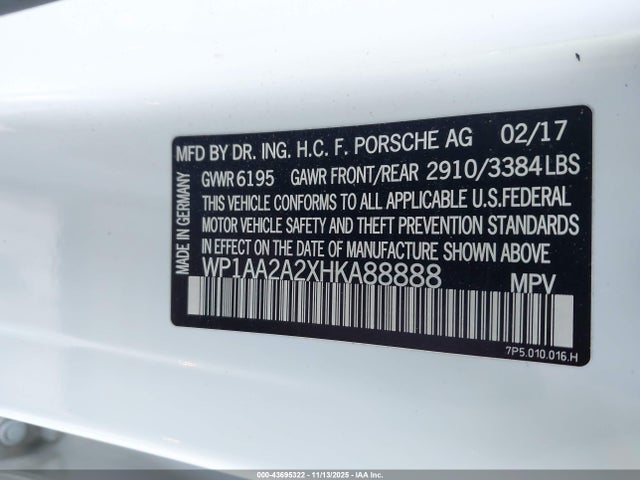 MFD BY DR. ING. H.C. F. PORSCHE AG 02/17
GVWR 6195 GAWR FRONT/REAR 2910/3384 LBS
THIS VEHICLE CONFORMS TO ALL APPLICABLE U.S.FEDERAL
MOTOR VEHICLE SAFETY AND THEFT PREVENTION STANDARDS
IN EFFECT ON THE DATE OF MANUFACTURE SHOWN ABOVE
WP1AA2A2XHKA88888 MPV
MADE IN GERMANY
7P5.010.016.H
000-43695322 - 11/13/2025 - IAA Inc.